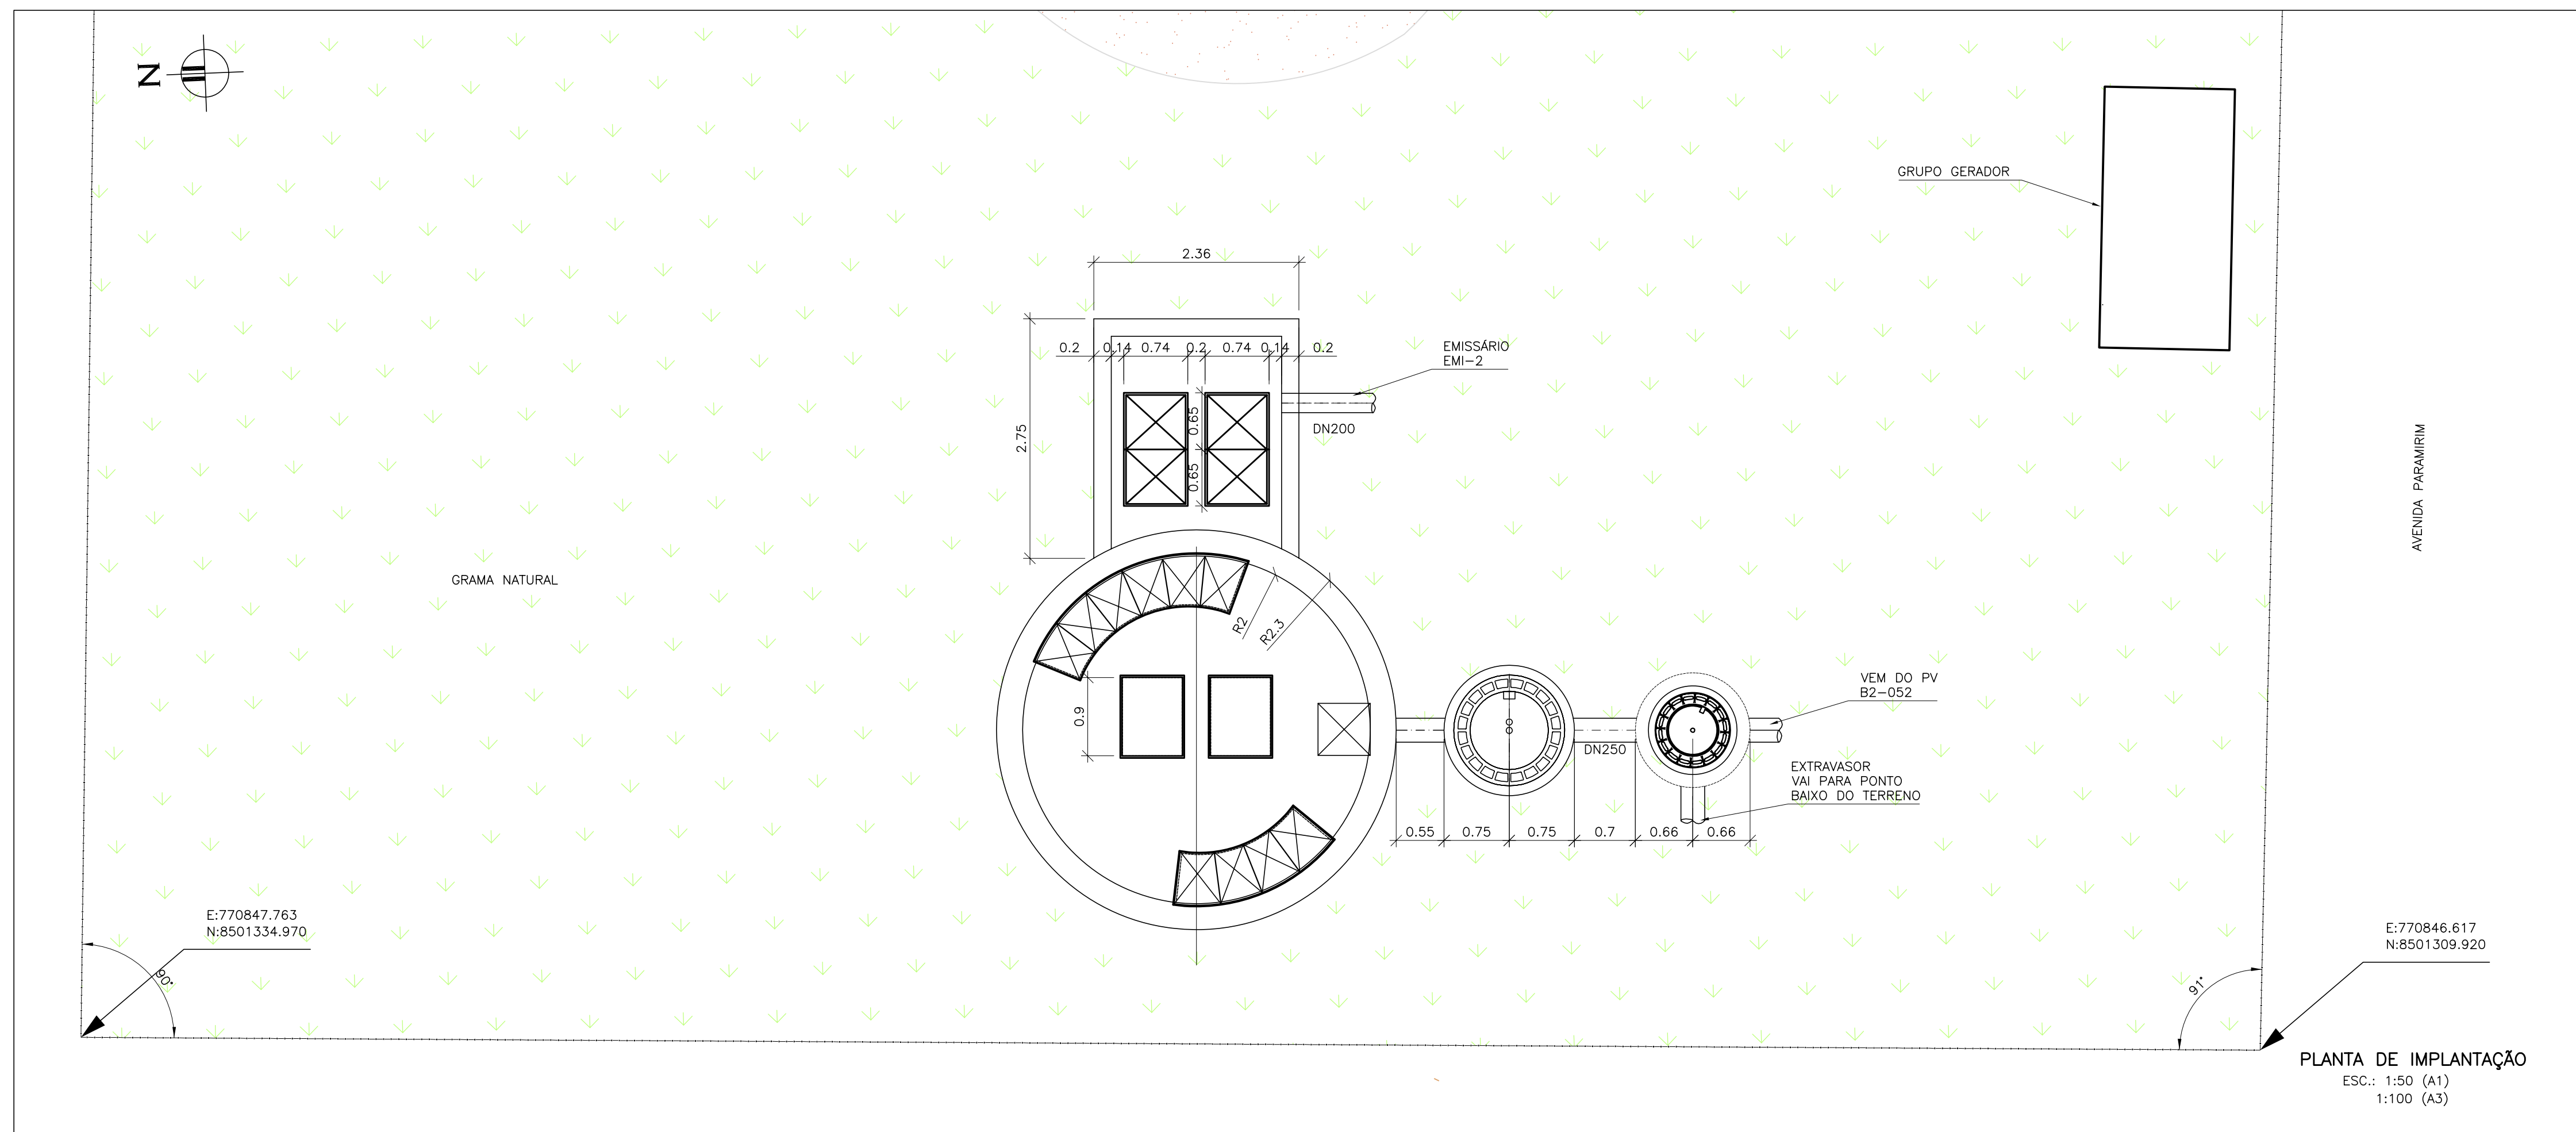 N
GRUPO GERADOR
2.36
0.2
0.14
0.74
0.2
0.74
0.14
0.2
EMISSÁRIO
EMI-2
2.75
0.65
0.65
DN200
AVENIDA PARAMIRIM
GRAMA NATURAL
R2
R2.3
0.9
VEM DO PV
B2-052
DN250
EXTRAVASOR
VAI PARA PONTO
BAIXO DO TERRENO
0.55
0.75
0.75
0.7
0.66
0.66
E:770847.763
N:8501334.970
90°
E:770846.617
N:8501309.920
91°
PLANTA DE IMPLANTAÇÃO
ESC.: 1:50 (A1)
1:100 (A3)